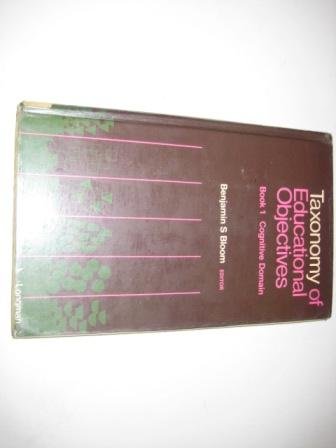 Taxonomy of
Educational
Objectives
Book 1 Cognitive Domain
Benjamin S Bloom EDITOR
Longman